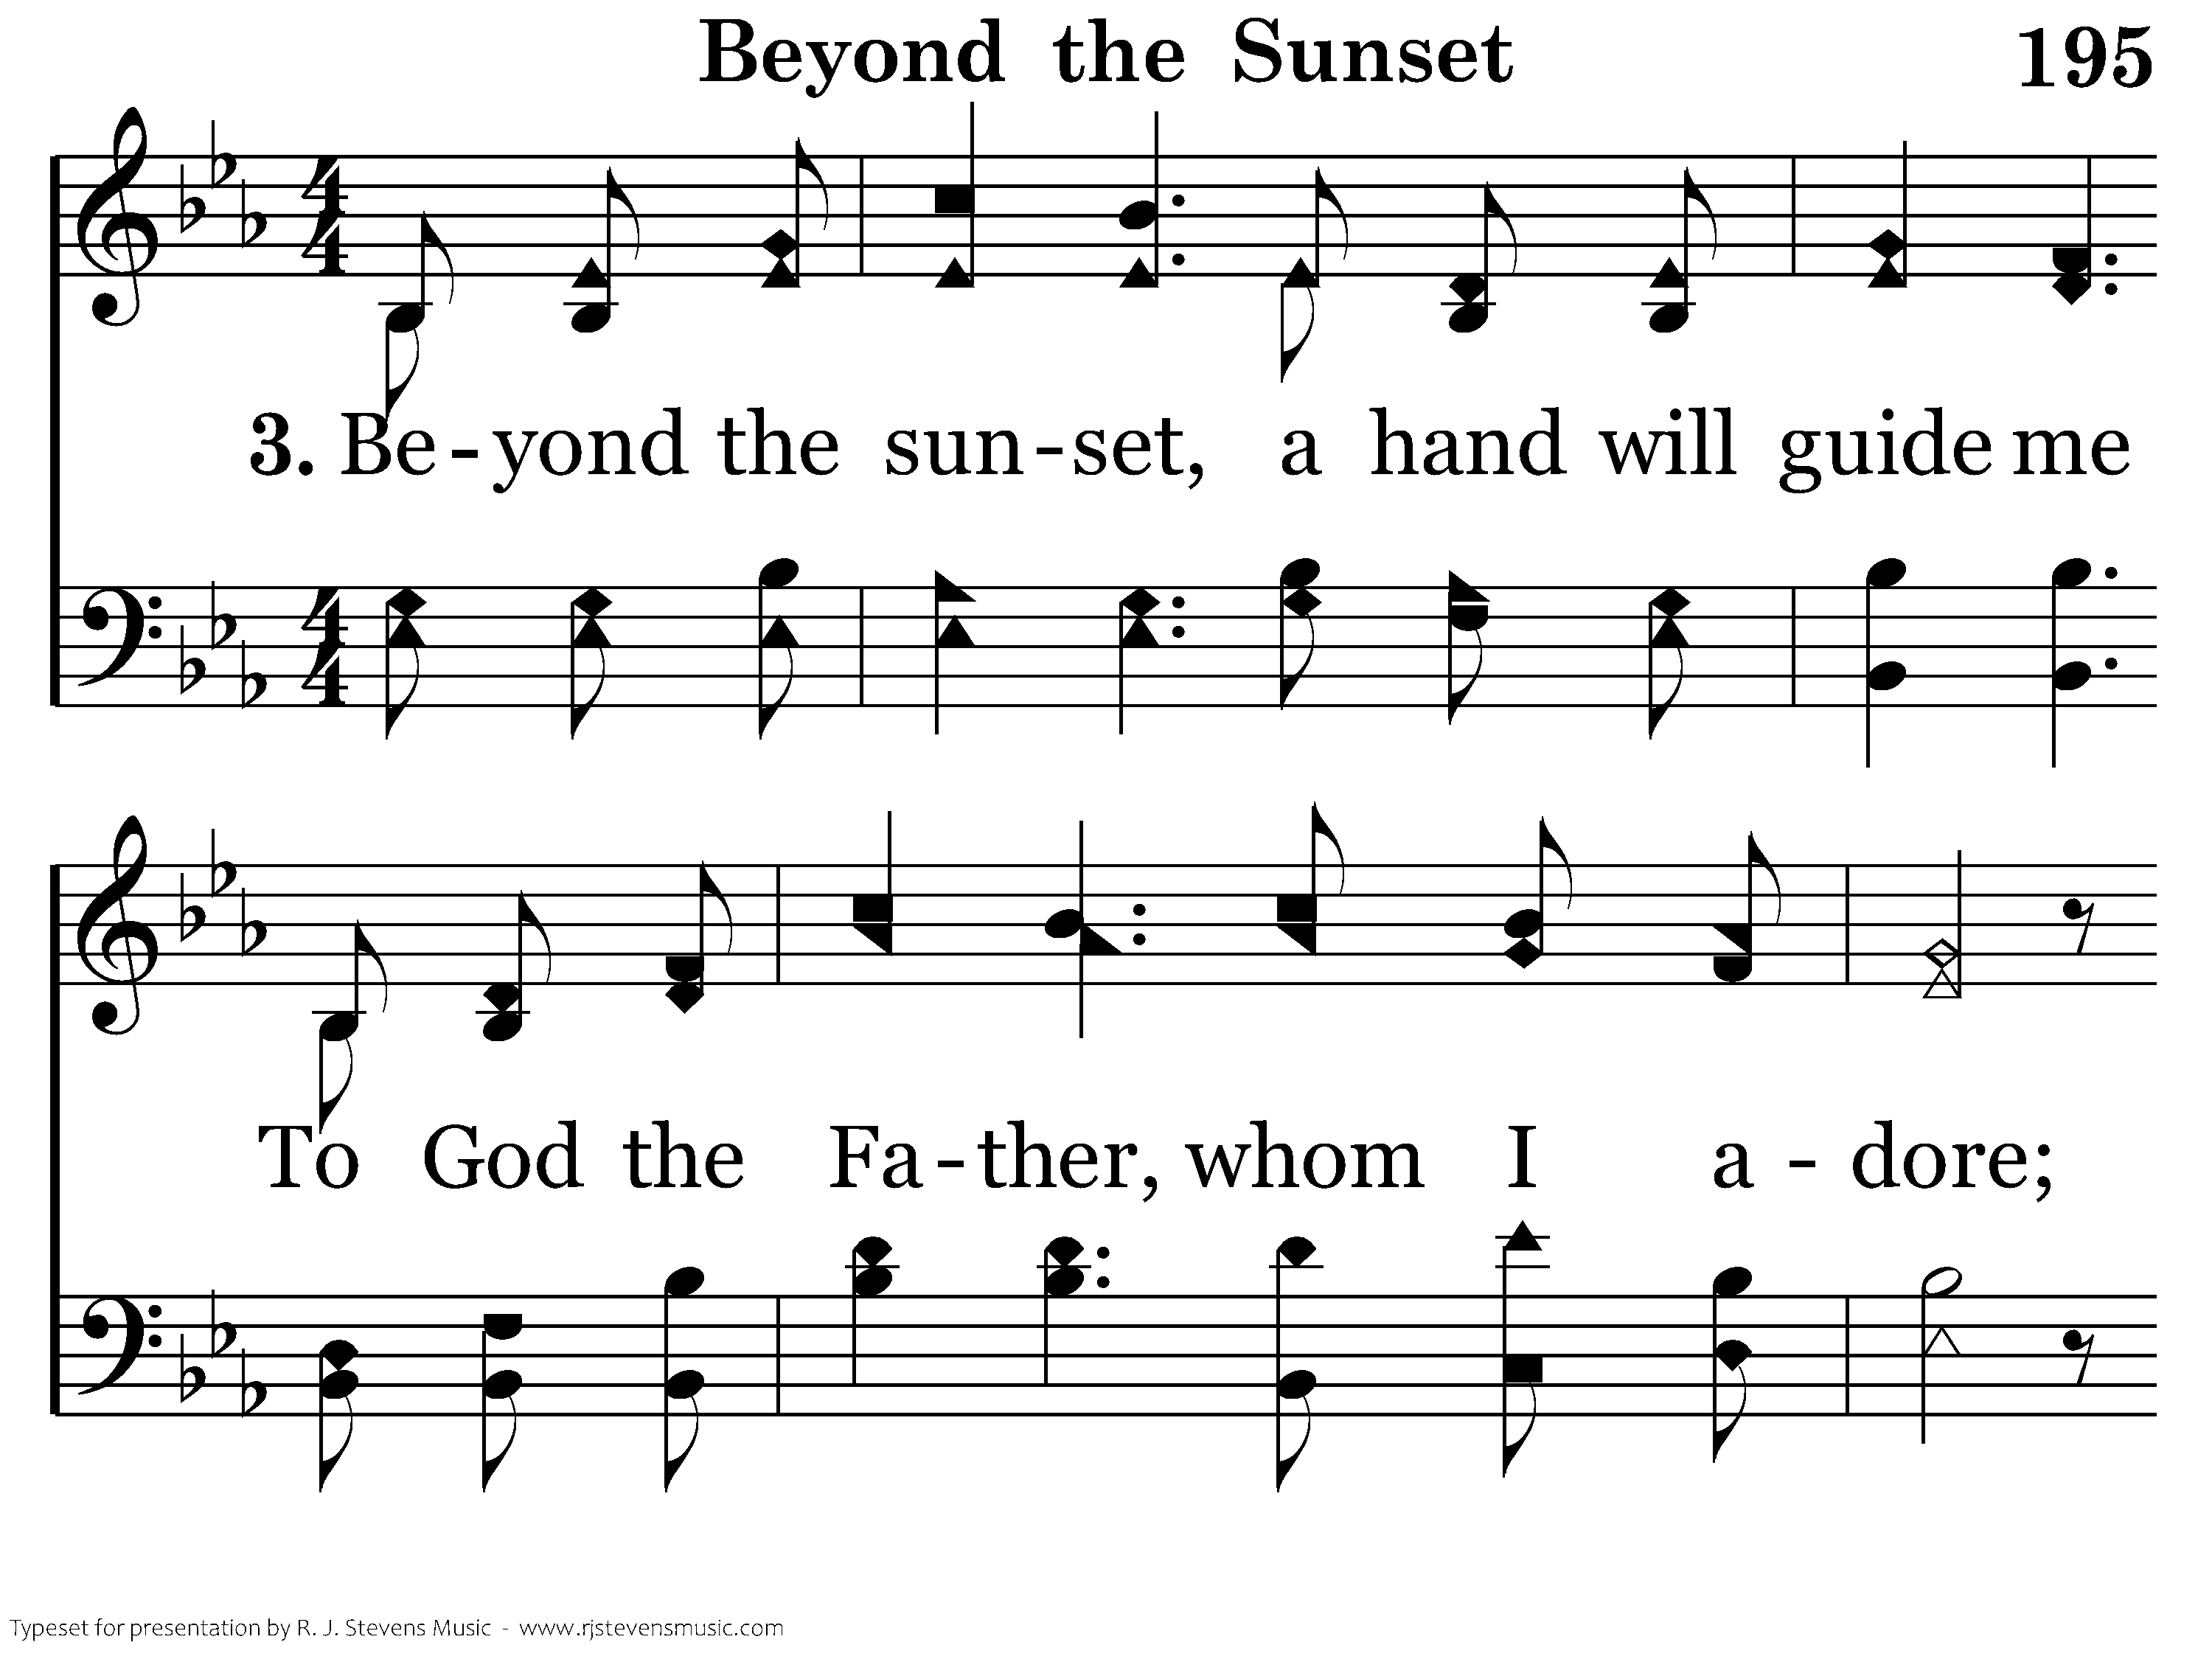 Beyond the Sunset 195
3. Be-yond the sun-set, a hand will guide me
To God the Fa-ther, whom I a-dore;
Typeset for presentation by R. J. Stevens Music - www.rjstevensmusic.com